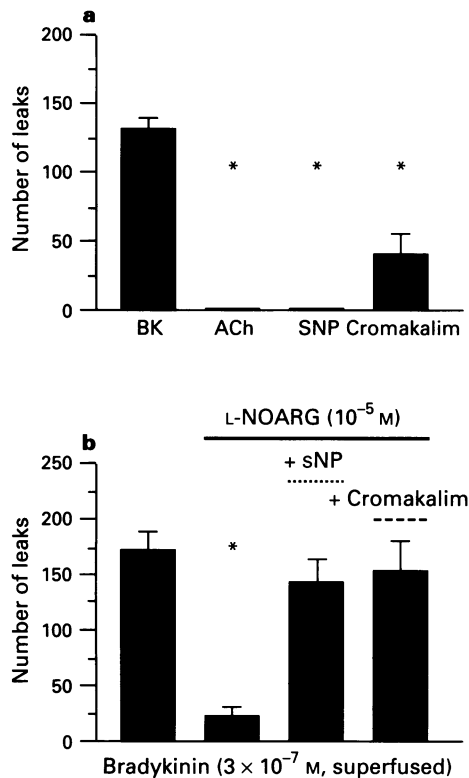 a
200
150
100
50
0
Number of leaks
* * *
BK ACh SNP Cromakalim
L-NOARG (10⁻⁵ M)
b
+ sNP
+ Cromakalim
250
200
150
100
50
0
Number of leaks
*
Bradykinin (3 × 10⁻⁷ M, superfused)